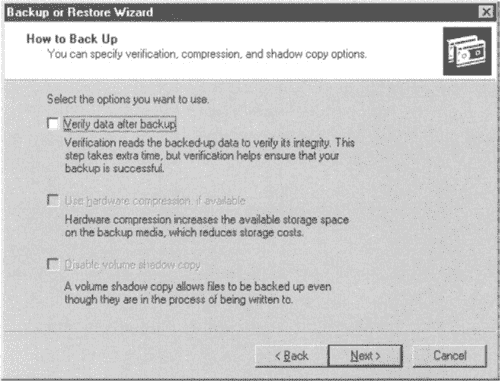 Backup or Restore Wizard
How to Back Up
You can specify verification, compression, and shadow copy options.
Select the options you want to use.
Verify data after backup
Verification reads the backed-up data to verify its integrity. This
step takes extra time, but verification helps ensure that your
backup is successful.
Use hardware compression, if available
Hardware compression increases the available storage space
on the backup media, which reduces storage costs.
Disable volume shadow copy
A volume shadow copy allows files to be backed up even
though they are in the process of being written to.
< Back Next > Cancel